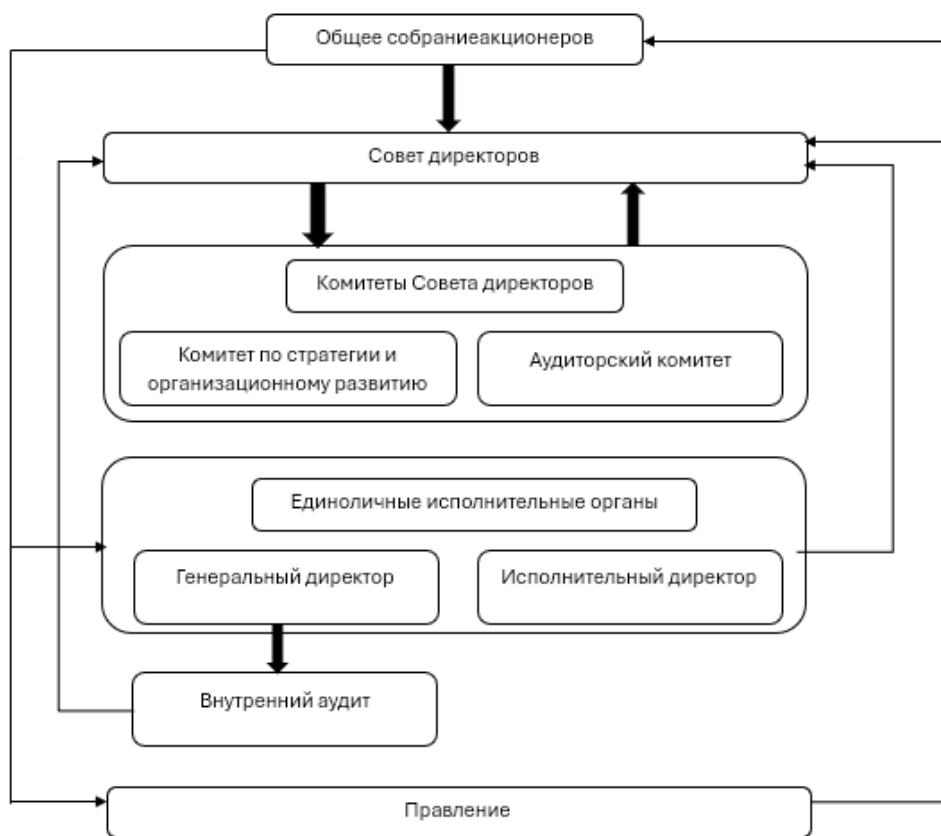 Общее собраниеакционеров
Совет директоров
Комитеты Совета директоров
Комитет по стратегии и
организационному развитию
Аудиторский комитет
Единоличные исполнительные органы
Генеральный директор
Исполнительный директор
Внутренний аудит
Правление